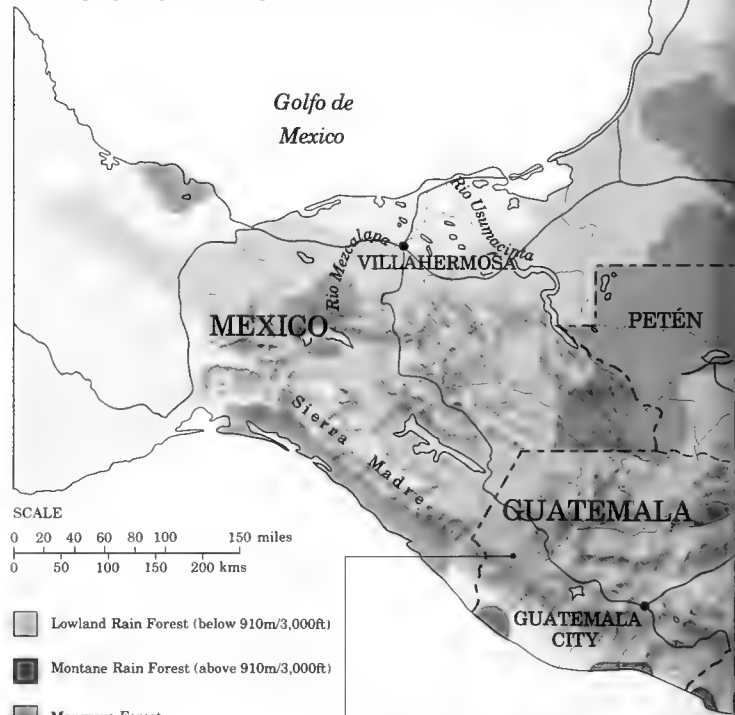 Golfo de
Mexico
Rio Usumacinta
Rio Mezcalapa
VILLAHERMOSA
MEXICO
PETÉN
Sierra Madre
GUATEMALA
GUATEMALA
CITY
SCALE
0 20 40 60 80 100 150 miles
0 50 100 150 200 kms
Lowland Rain Forest (below 910m/3,000ft)
Montane Rain Forest (above 910m/3,000ft)